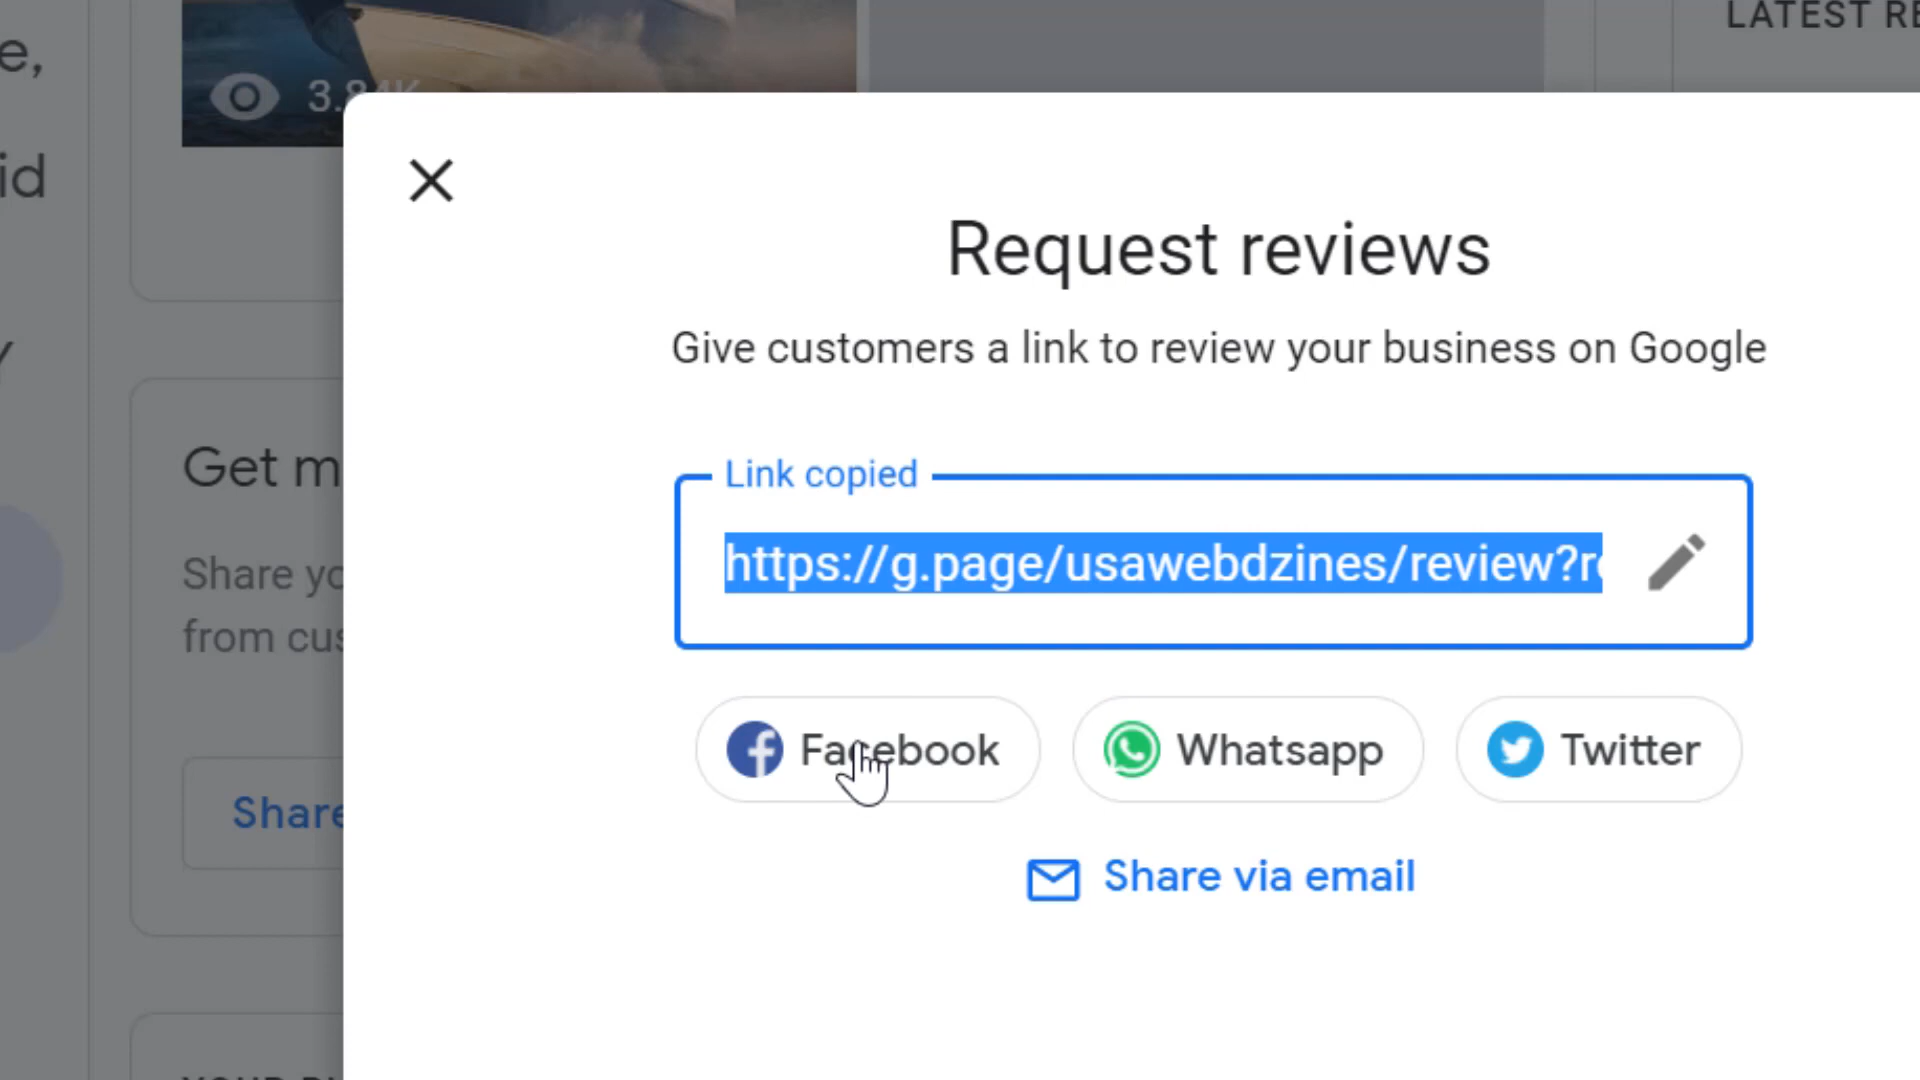 LATEST
Request reviews
Give customers a link to review your business on Google
Link copied
https://g.page/usawebdzines/review?r
Facebook
Whatsapp
Twitter
Share via email
Get m
Share yo
from cus
Share
e,
id